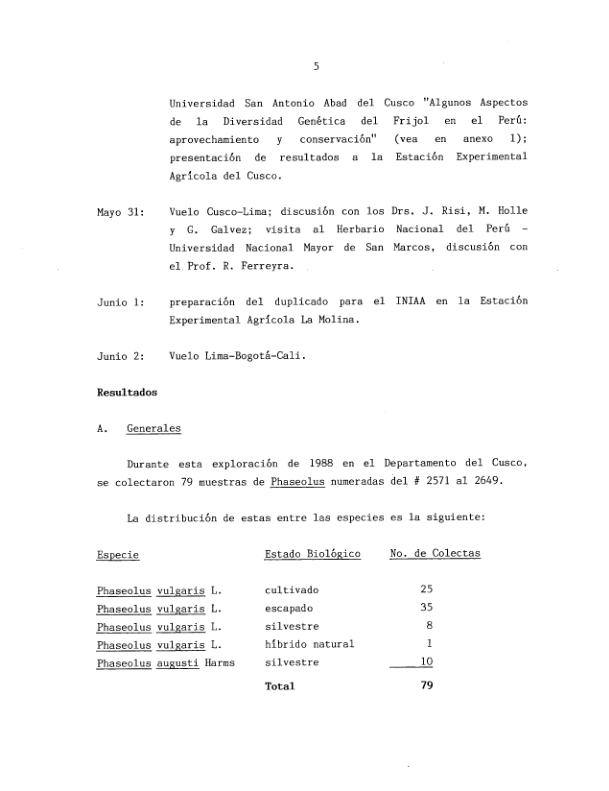 5
Universidad San Antonio Abad del Cusco "Algunos Aspectos
de la Diversidad Genética del Frijol en el Perú:
aprovechamiento y conservación" (vea en anexo 1);
presentación de resultados a la Estación Experimental
Agrícola del Cusco.
Mayo 31: Vuelo Cusco-Lima; discusión con los Drs. J. Risi, M. Holle
y G. Galvez; visita al Herbario Nacional del Perú -
Universidad Nacional Mayor de San Marcos, discusión con
el Prof. R. Ferreyra.
Junio 1: preparación del duplicado para el INIAA en la Estación
Experimental Agrícola La Molina.
Junio 2: Vuelo Lima-Bogotá-Cali.
Resultados
A. Generales
Durante esta exploración de 1988 en el Departamento del Cusco,
se colectaron 79 muestras de Phaseolus numeradas del # 2571 al 2649.
La distribución de estas entre las especies es la siguiente:
Especie Estado Biológico No. de Colectas
Phaseolus vulgaris L. cultivado 25
Phaseolus vulgaris L. escapado 35
Phaseolus vulgaris L. silvestre 8
Phaseolus vulgaris L. híbrido natural 1
Phaseolus augusti Harms silvestre 10
Total 79